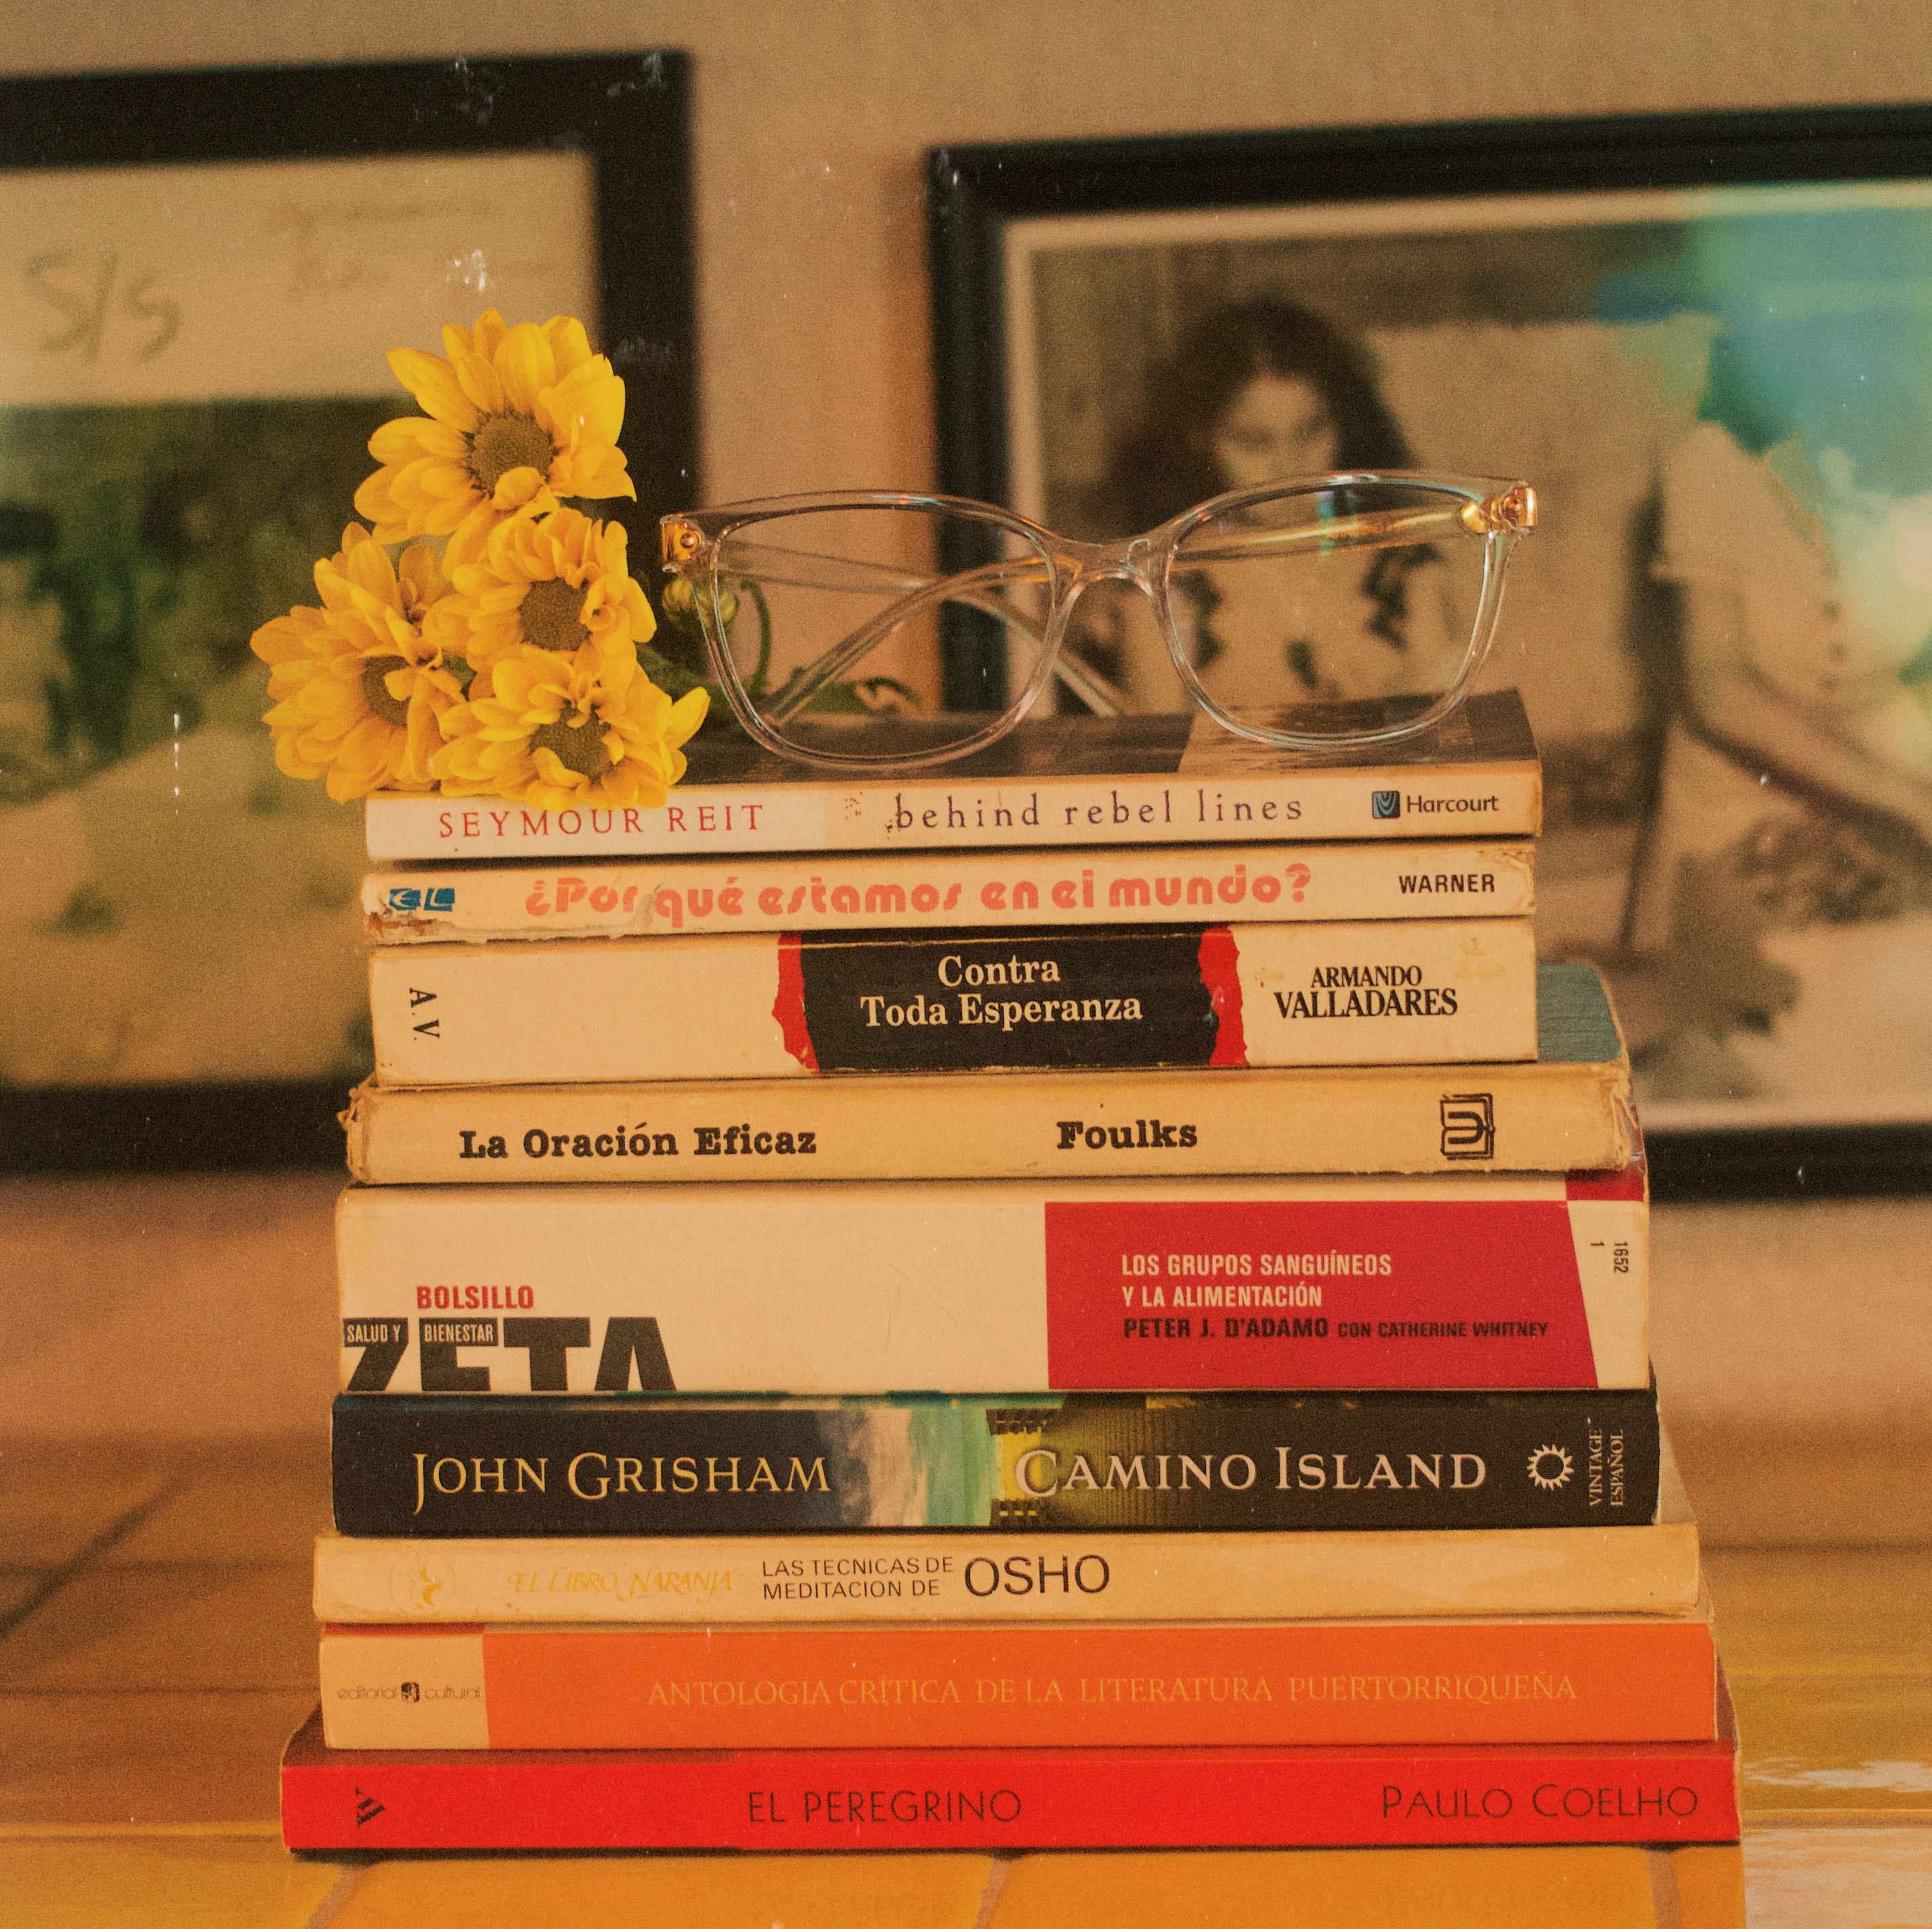 S/S
SEYMOUR REIT behind rebel lines Harcourt
EL ¿Por qué estamos en el mundo? WARNER
A.V. Contra
Toda Esperanza
ARMANDO
VALLADARES
La Oración Eficaz Foulks
BOLSILLO
ZETA
SALUD Y BIENESTAR
LOS GRUPOS SANGUÍNEOS
Y LA ALIMENTACIÓN
PETER J. D'ADAMO CON CATHERINE WHITNEY
1652
1
JOHN GRISHAM CAMINO ISLAND
VINTAGE
ESPAÑOL
EL LIBRO NARANJA
LAS TECNICAS DE
MEDITACION DE
OSHO
editorial cultural ANTOLOGÍA CRÍTICA DE LA LITERATURA PUERTORRIQUEÑA
EL PEREGRINO PAULO COELHO